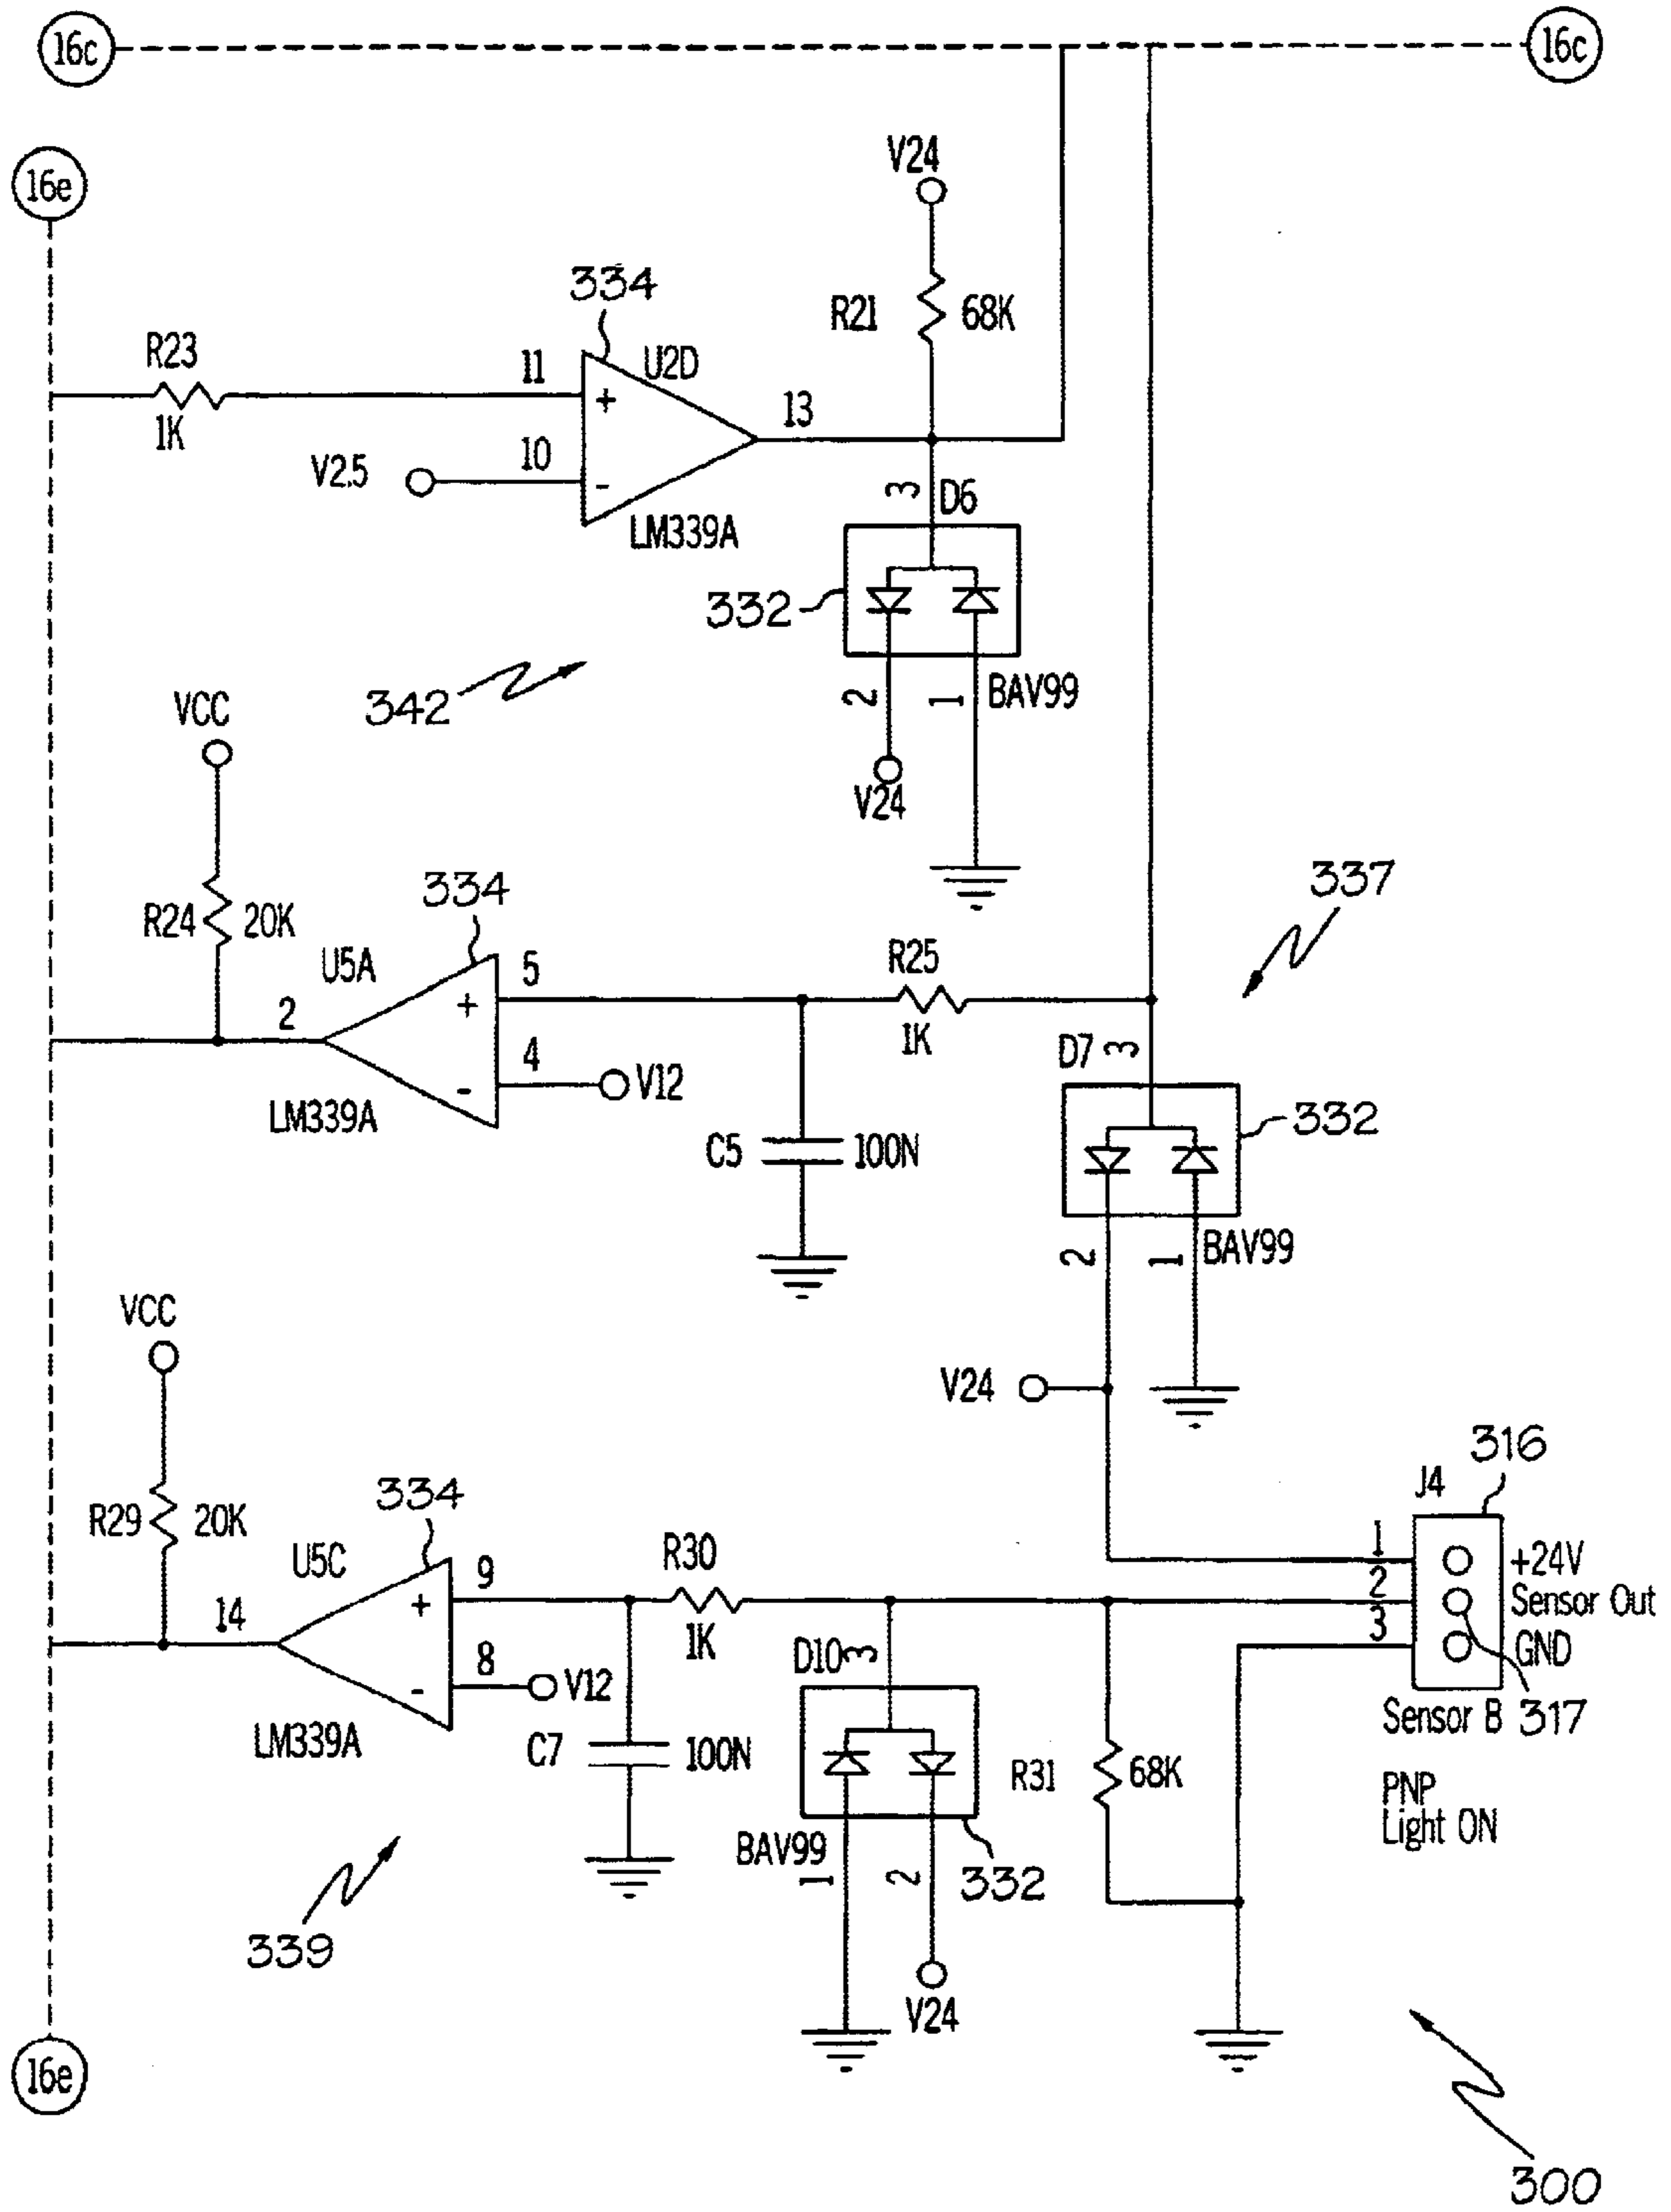 16c
16c
16e
V24
334
R21
68K
R23
11
U2D
+
13
1K
V2.5
10
-
3
D6
LM339A
332
342
2
1
BAV99
VCC
V24
334
337
R24
20K
U5A
5
R25
2
+
1K
4
V12
D7
3
-
LM339A
C5
100N
332
2
1
BAV99
VCC
V24
316
334
J4
R29
20K
U5C
9
R30
1
+24V
14
+
2
Sensor Out
1K
3
GND
8
V12
D10
3
-
Sensor B
317
LM339A
C7
100N
R31
68K
PNP
Light ON
BAV99
1
2
332
339
V24
16e
300